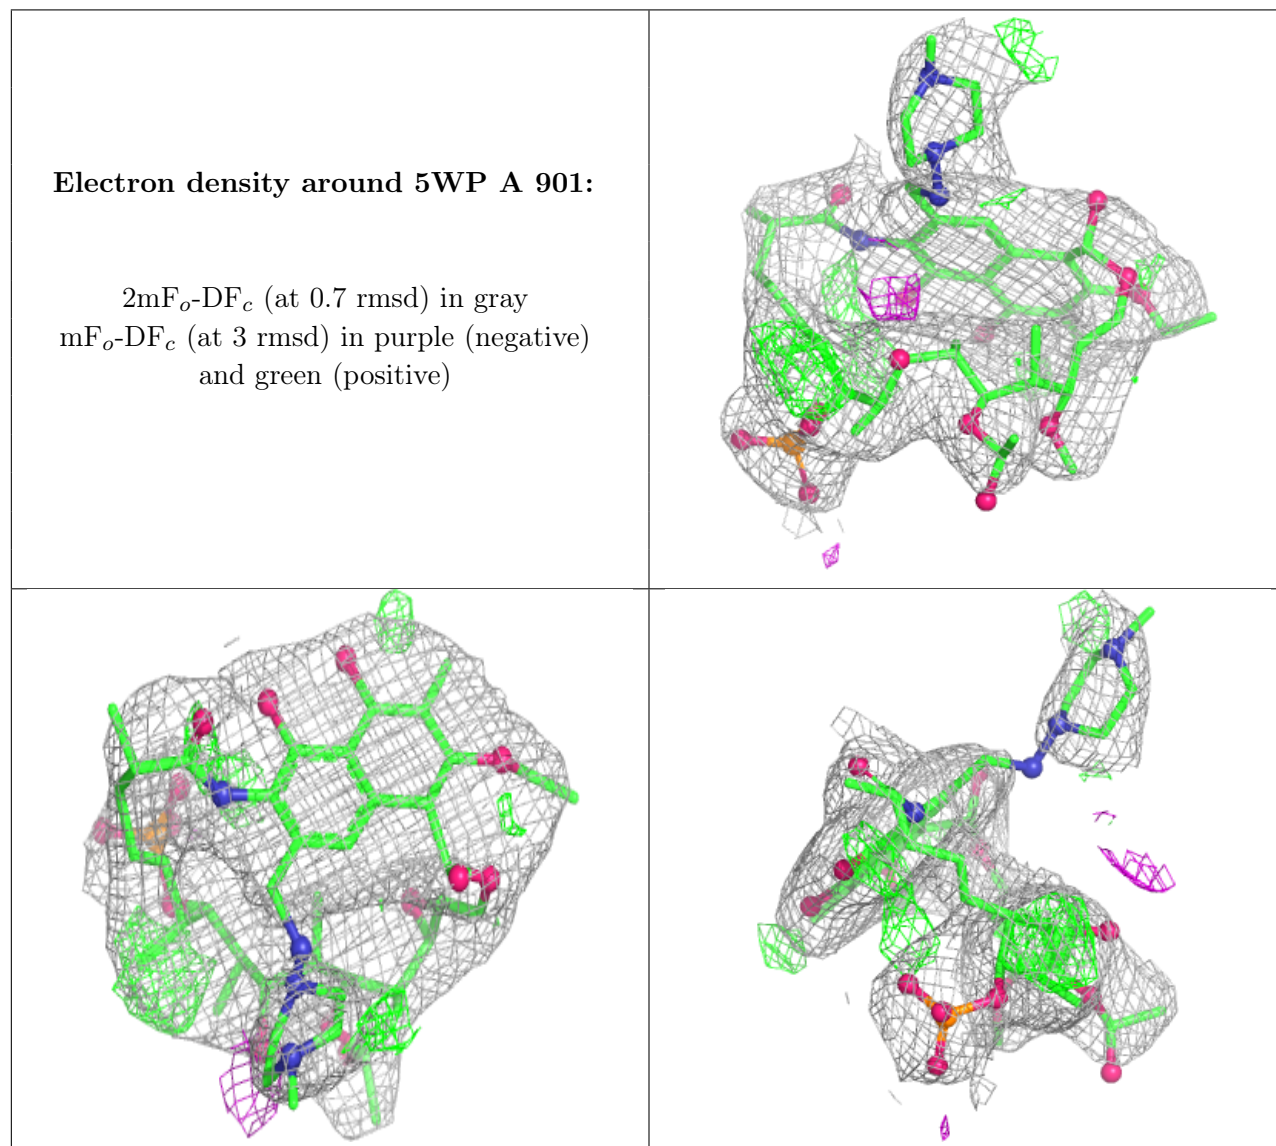 Electron density around 5WP A 901:
2mFo-DFc (at 0.7 rmsd) in gray
mFo-DFc (at 3 rmsd) in purple (negative)
and green (positive)